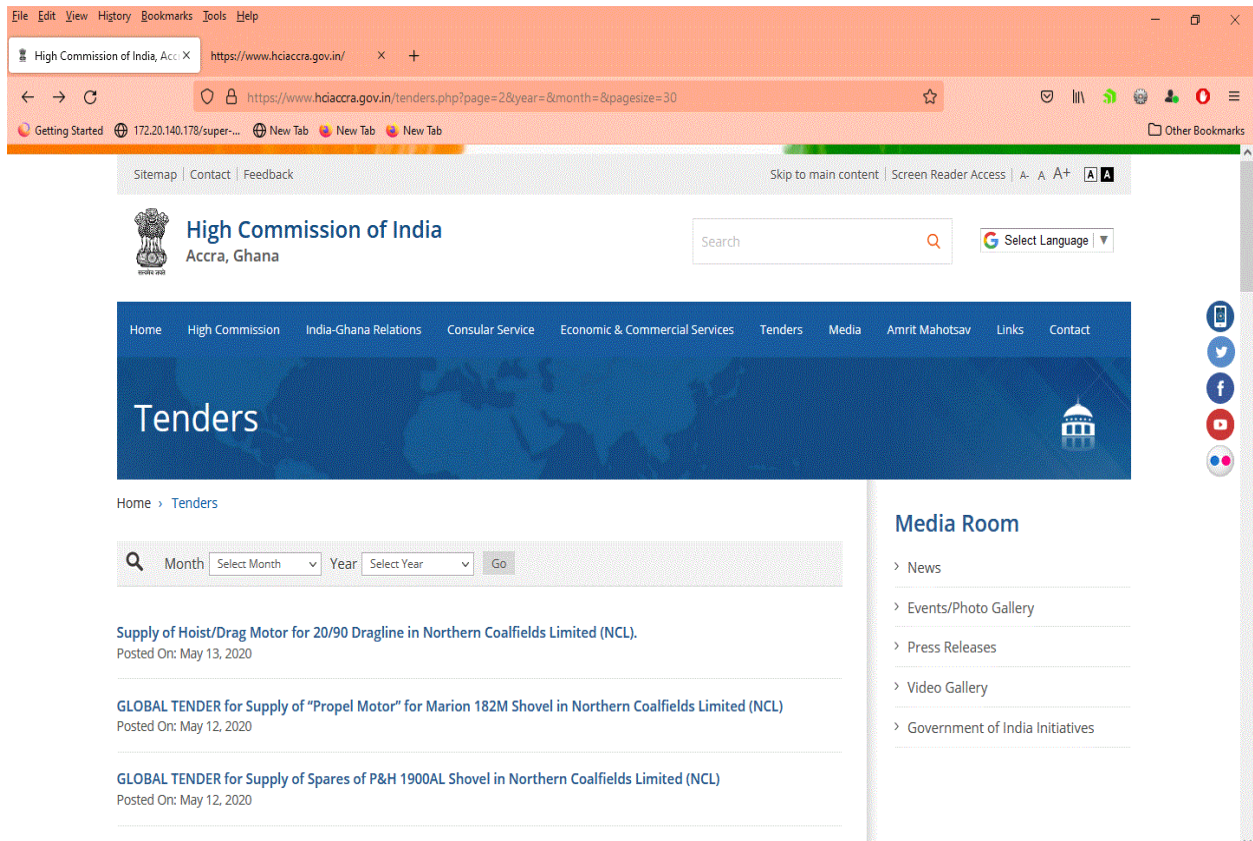 File Edit View History Bookmarks Tools Help
High Commission of India, Acc
https://www.hciaccra.gov.in/
https://www.hciaccra.gov.in/tenders.php?page=2&year=&month=&pagesize=30
Getting Started 172.20.140.178/super-... New Tab New Tab New Tab Other Bookmarks
Sitemap | Contact | Feedback Skip to main content | Screen Reader Access | A- A A+ A A
High Commission of India
Accra, Ghana
सत्यमेव जयते
Search
Select Language
Home High Commission India-Ghana Relations Consular Service Economic & Commercial Services Tenders Media Amrit Mahotsav Links Contact
Tenders
Home › Tenders
Month Select Month Year Select Year Go
Supply of Hoist/Drag Motor for 20/90 Dragline in Northern Coalfields Limited (NCL).
Posted On: May 13, 2020
GLOBAL TENDER for Supply of “Propel Motor” for Marion 182M Shovel in Northern Coalfields Limited (NCL)
Posted On: May 12, 2020
GLOBAL TENDER for Supply of Spares of P&H 1900AL Shovel in Northern Coalfields Limited (NCL)
Posted On: May 12, 2020
Media Room
News
Events/Photo Gallery
Press Releases
Video Gallery
Government of India Initiatives